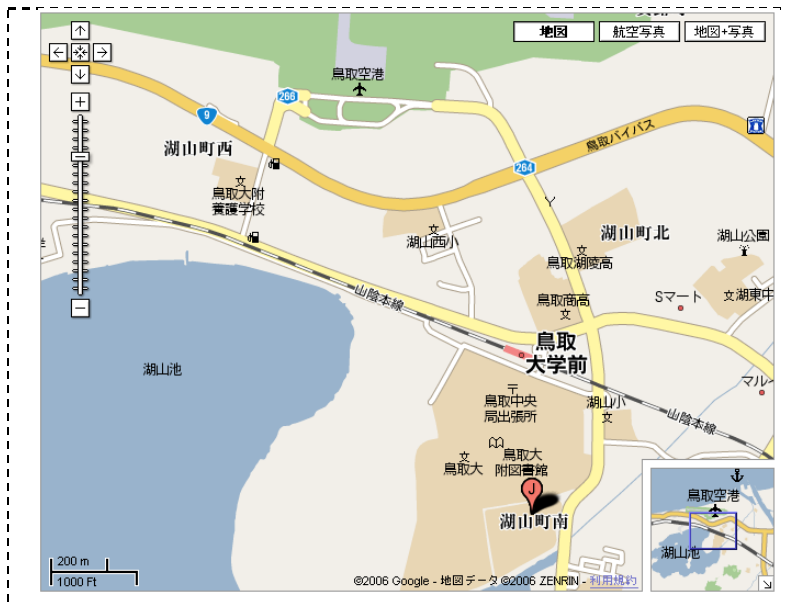 地図
航空写真
地図+写真
鳥取空港
266
9
鳥取バイパス
湖山町西
264
鳥取大附
養護学校
湖山町北
湖山西小
湖山公園
鳥取湖陵高
鳥取商高
Sマート
湖東中
山陰本線
鳥取
大学前
湖山池
マル
鳥取中央
局出張所
湖山小
山陰本線
鳥取大
附図書館
鳥取大
J
湖山町南
鳥取空港
湖山池
200 m
1000 Ft
©2006 Google - 地図データ ©2006 ZENRIN - 利用規約